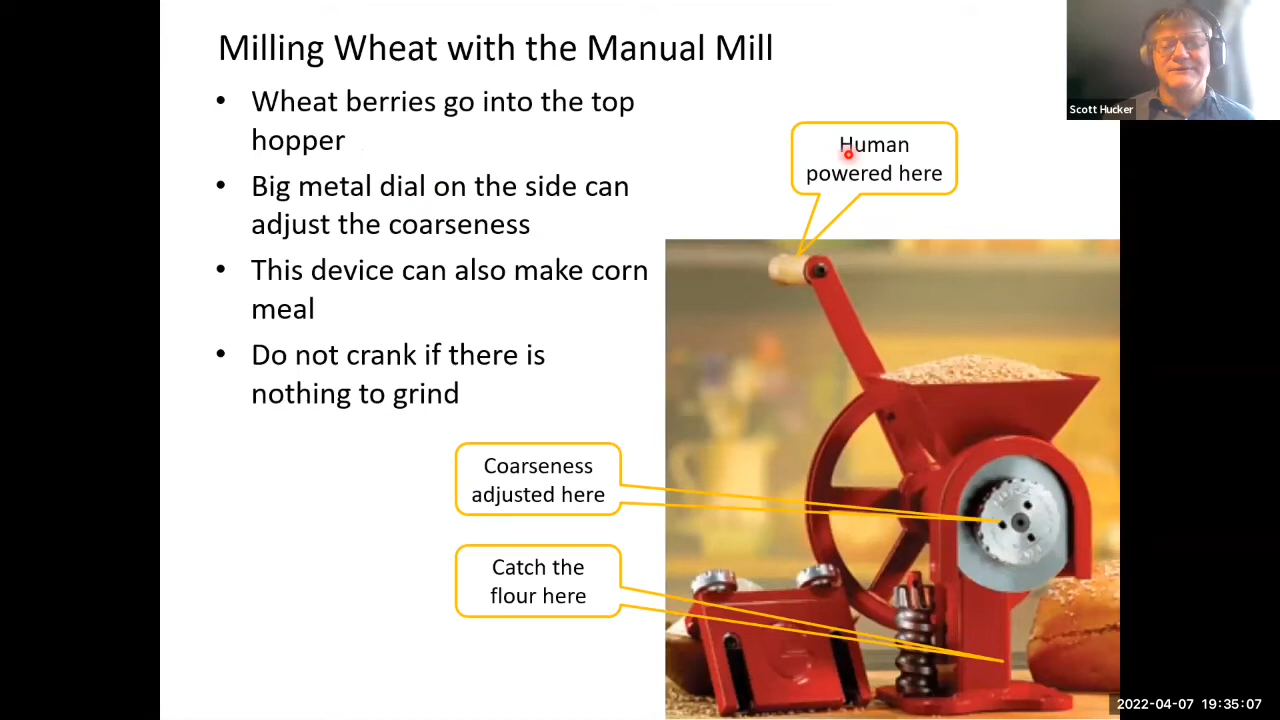 Milling Wheat with the Manual Mill
• Wheat berries go into the top
hopper
• Big metal dial on the side can
adjust the coarseness
• This device can also make corn
meal
• Do not crank if there is
nothing to grind
Human
powered here
Coarseness
adjusted here
Catch the
flour here
Scott Hucker
2022-04-07 19:35:07